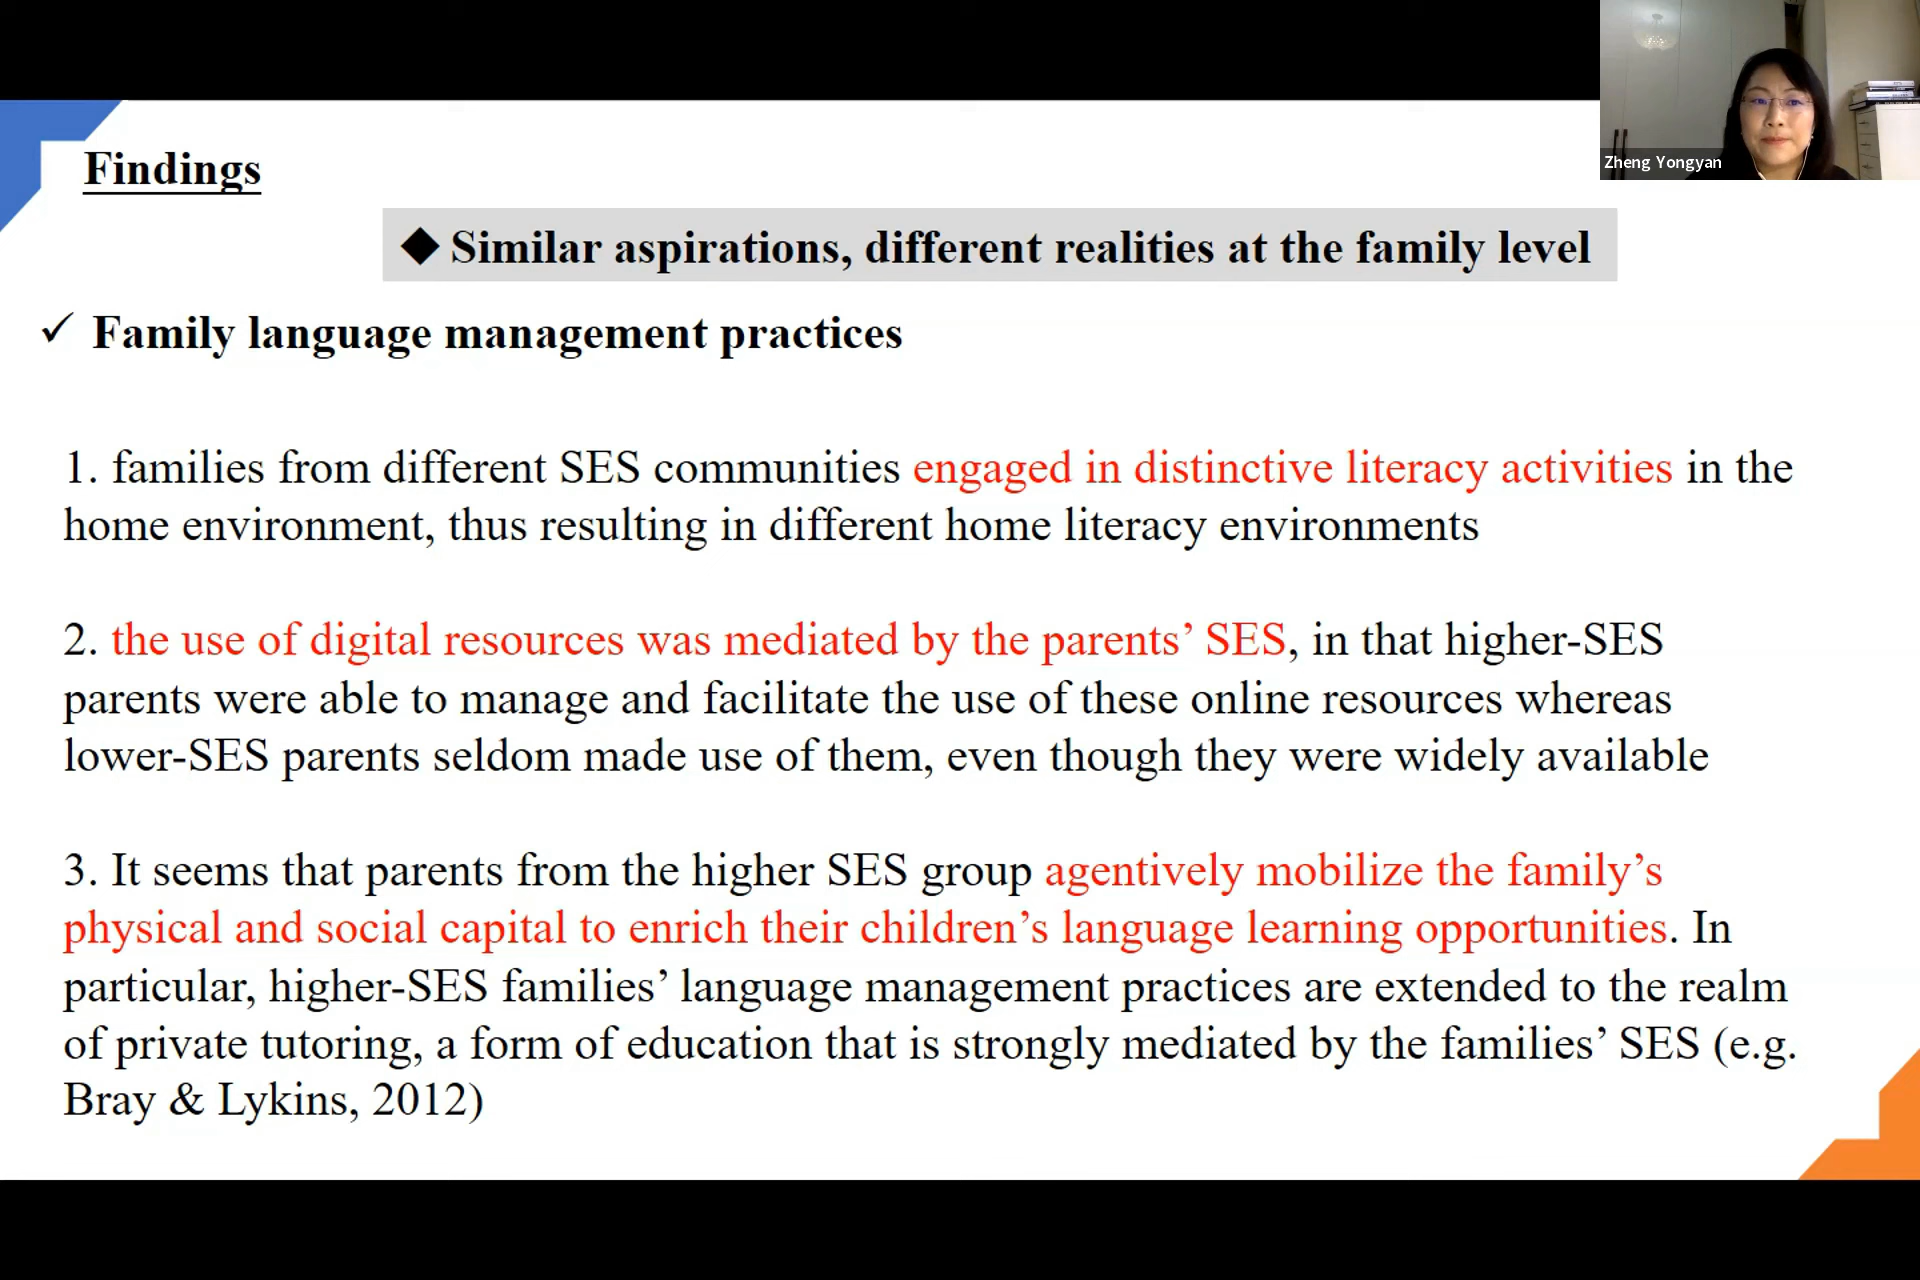 Zheng Yongyan
Findings
◆ Similar aspirations, different realities at the family level
✓ Family language management practices
1. families from different SES communities engaged in distinctive literacy activities in the
home environment, thus resulting in different home literacy environments
2. the use of digital resources was mediated by the parents’ SES, in that higher-SES
parents were able to manage and facilitate the use of these online resources whereas
lower-SES parents seldom made use of them, even though they were widely available
3. It seems that parents from the higher SES group agentively mobilize the family’s
physical and social capital to enrich their children’s language learning opportunities. In
particular, higher-SES families’ language management practices are extended to the realm
of private tutoring, a form of education that is strongly mediated by the families’ SES (e.g.
Bray & Lykins, 2012)